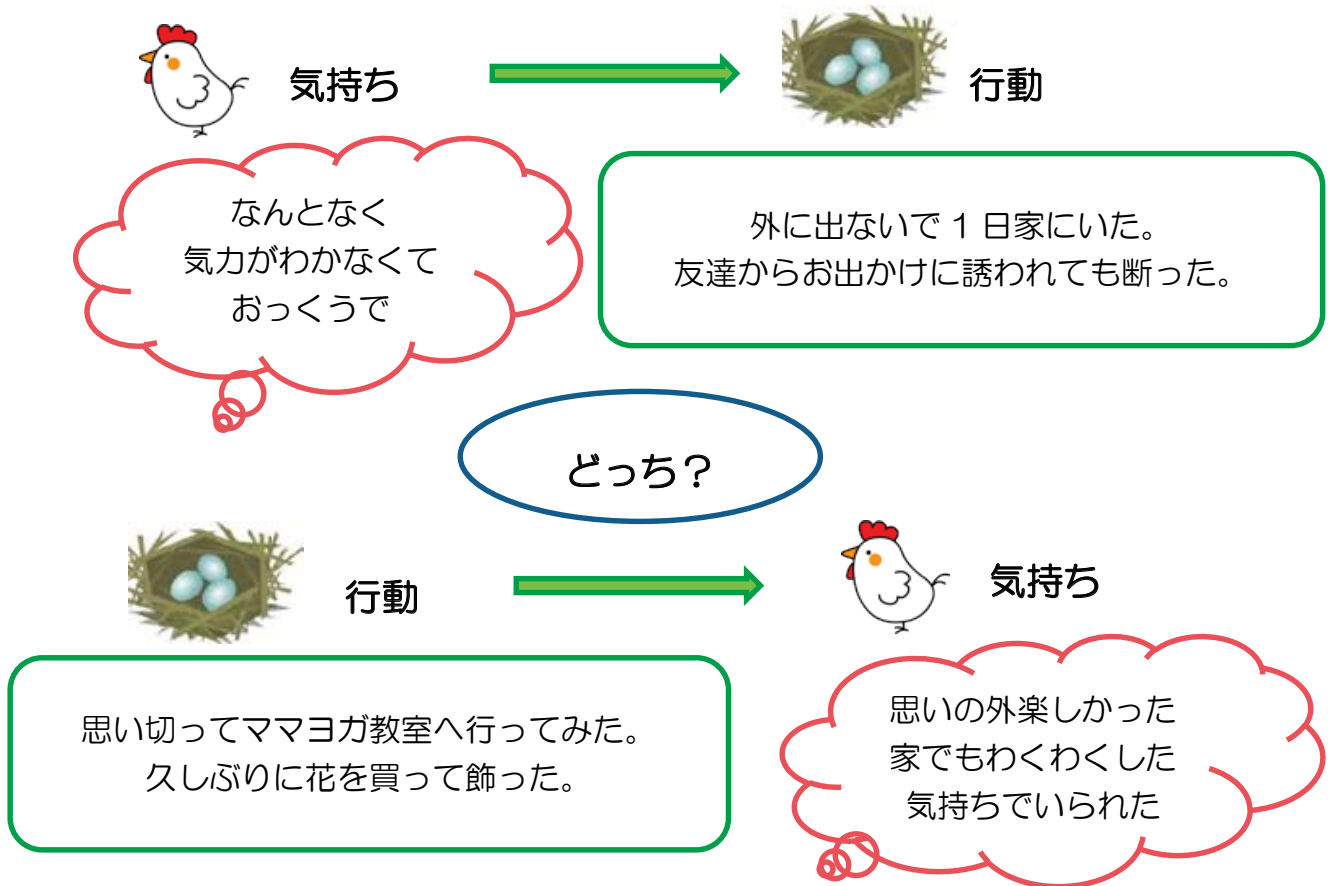 気持ち
行動
なんとなく
気力がわかなくて
おっくうで
外に出ないで 1 日家にいた。
友達からお出かけに誘われても断った。
どっち？
行動
気持ち
思い切ってママヨガ教室へ行ってみた。
久しぶりに花を買って飾った。
思いの外楽しかった
家でもわくわくした
気持ちでいられた